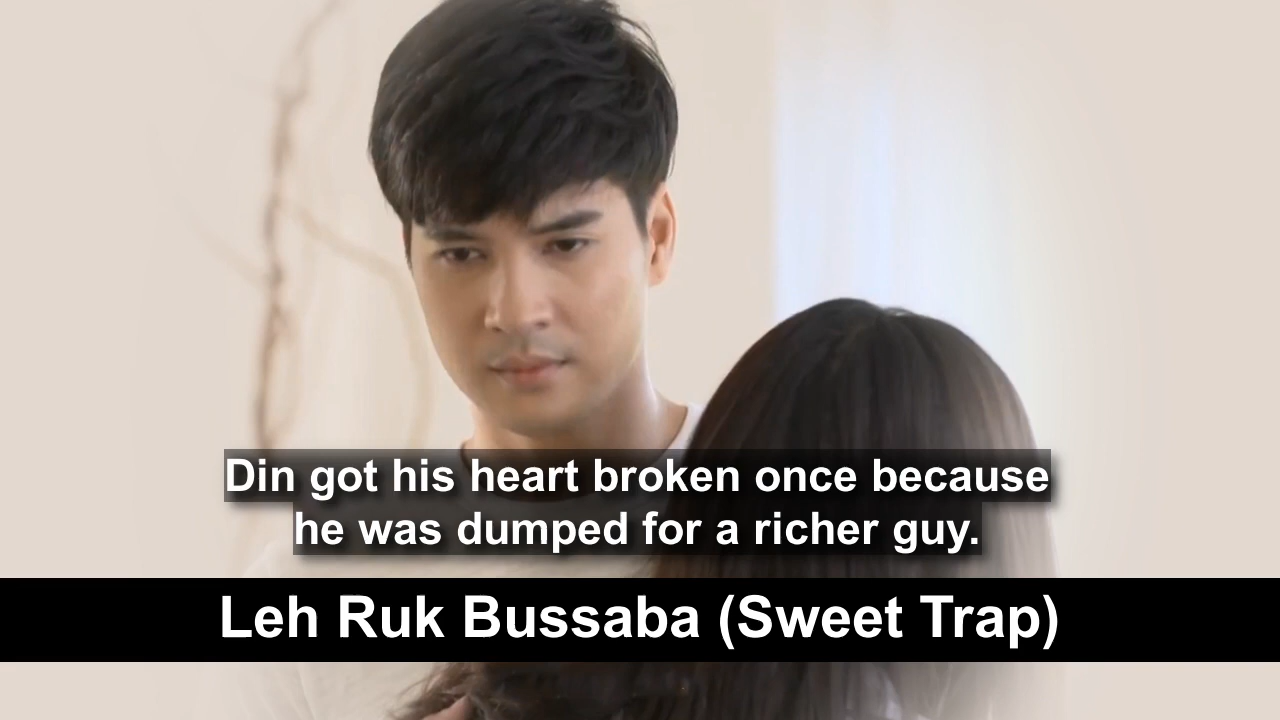 Din got his heart broken once because
he was dumped for a richer guy.
Leh Ruk Bussaba (Sweet Trap)